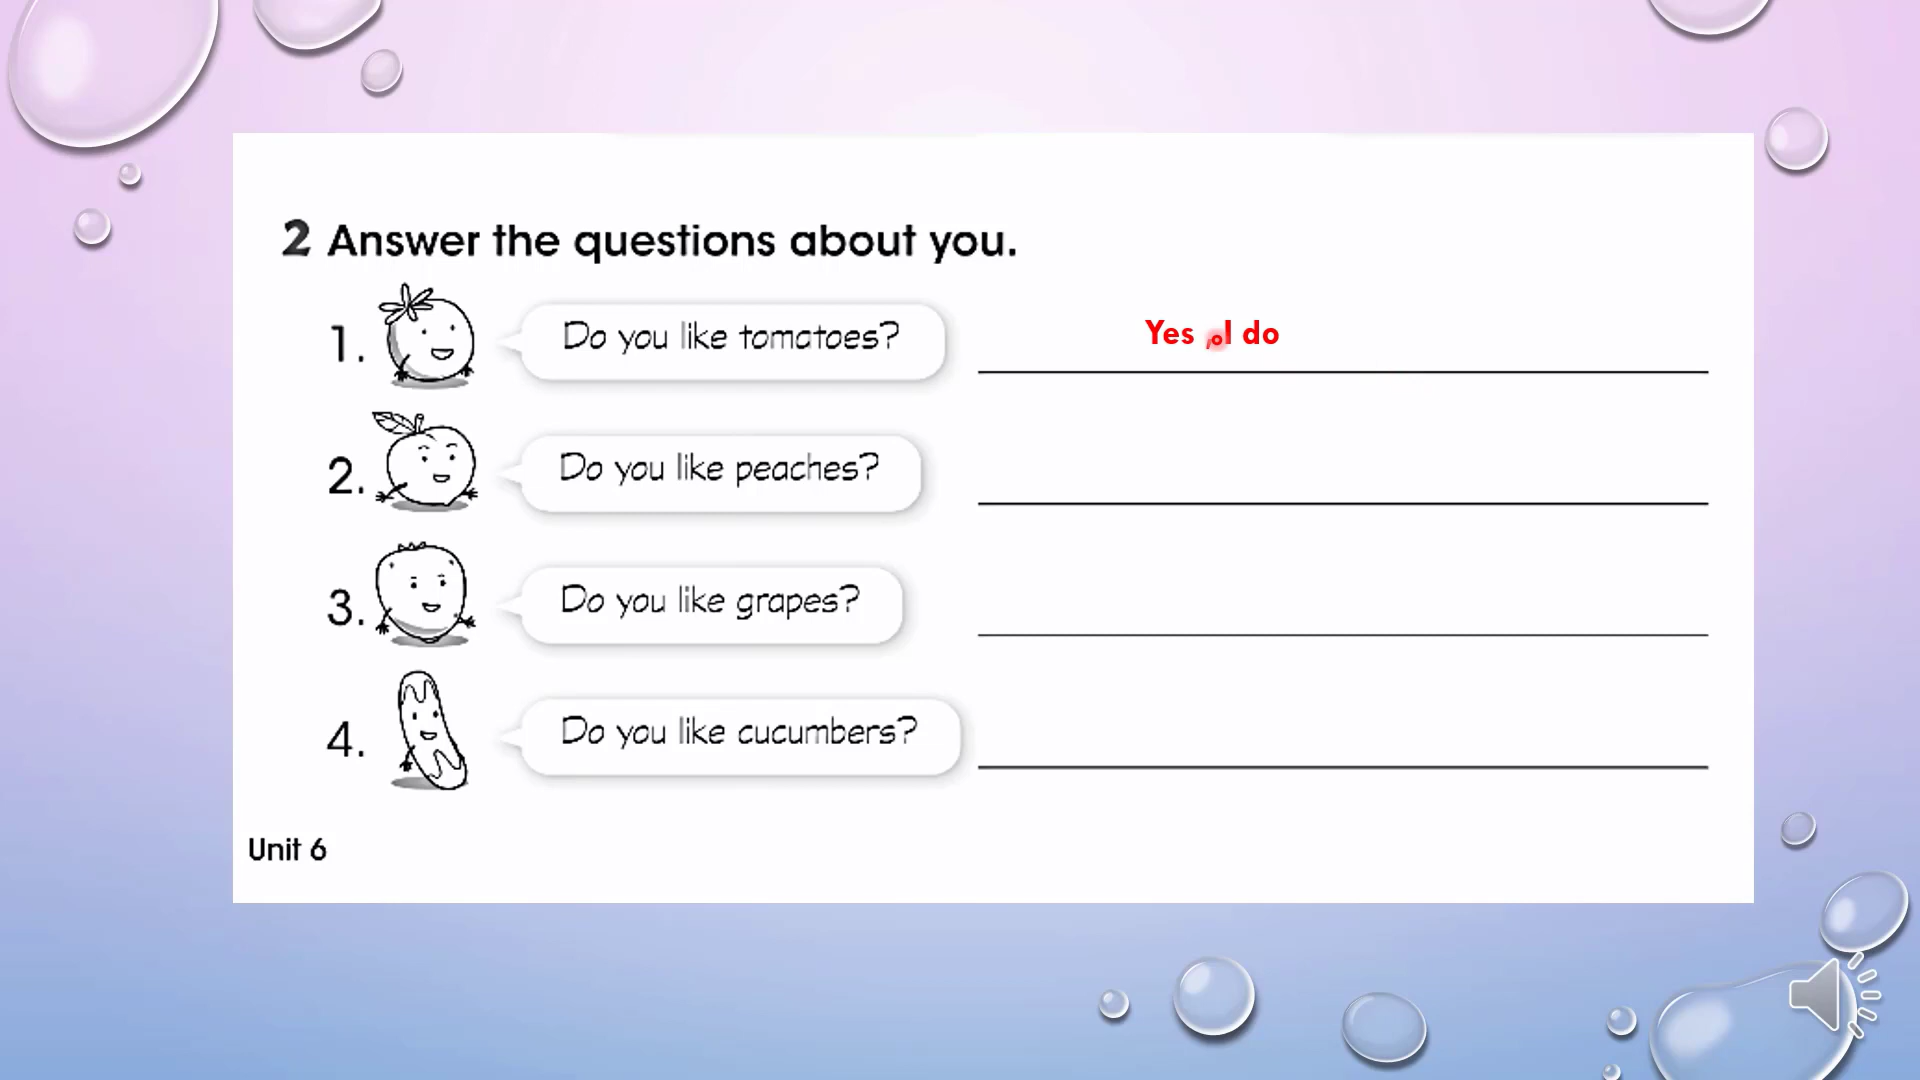 2 Answer the questions about you.
1. Do you like tomatoes? Yes , I do
2. Do you like peaches?
3. Do you like grapes?
4. Do you like cucumbers?
Unit 6